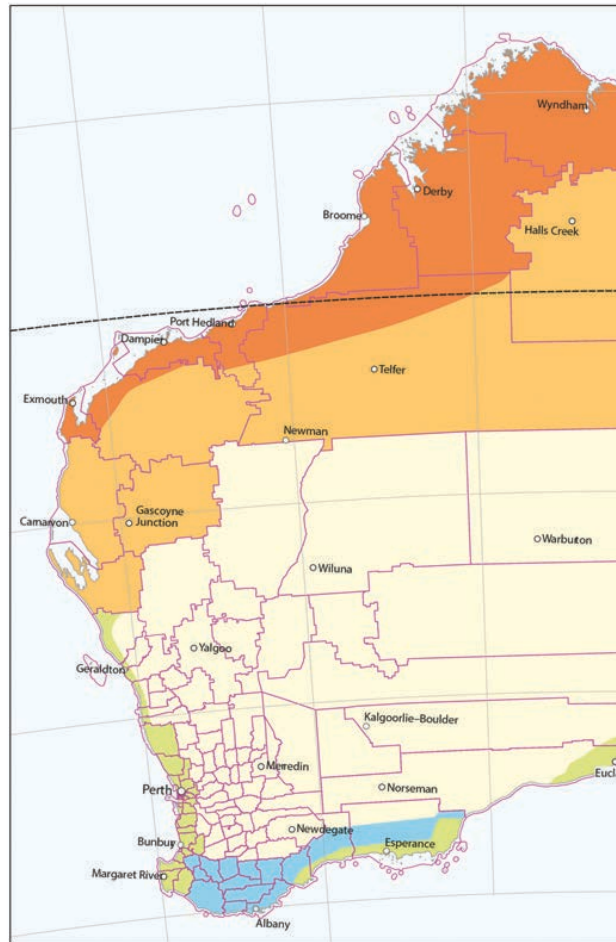 Wyndham
Derby
Broome
Halls Creek
Port Hedland
Dampier
Telfer
Exmouth
Newman
Gascoyne
Junction
Carnarvon
Warburton
Wiluna
Yalgoo
Geraldton
Kalgoorlie–Boulder
Merredin
Eucl
Perth
Norseman
Newdegate
Bunbury
Esperance
Margaret River
Albany